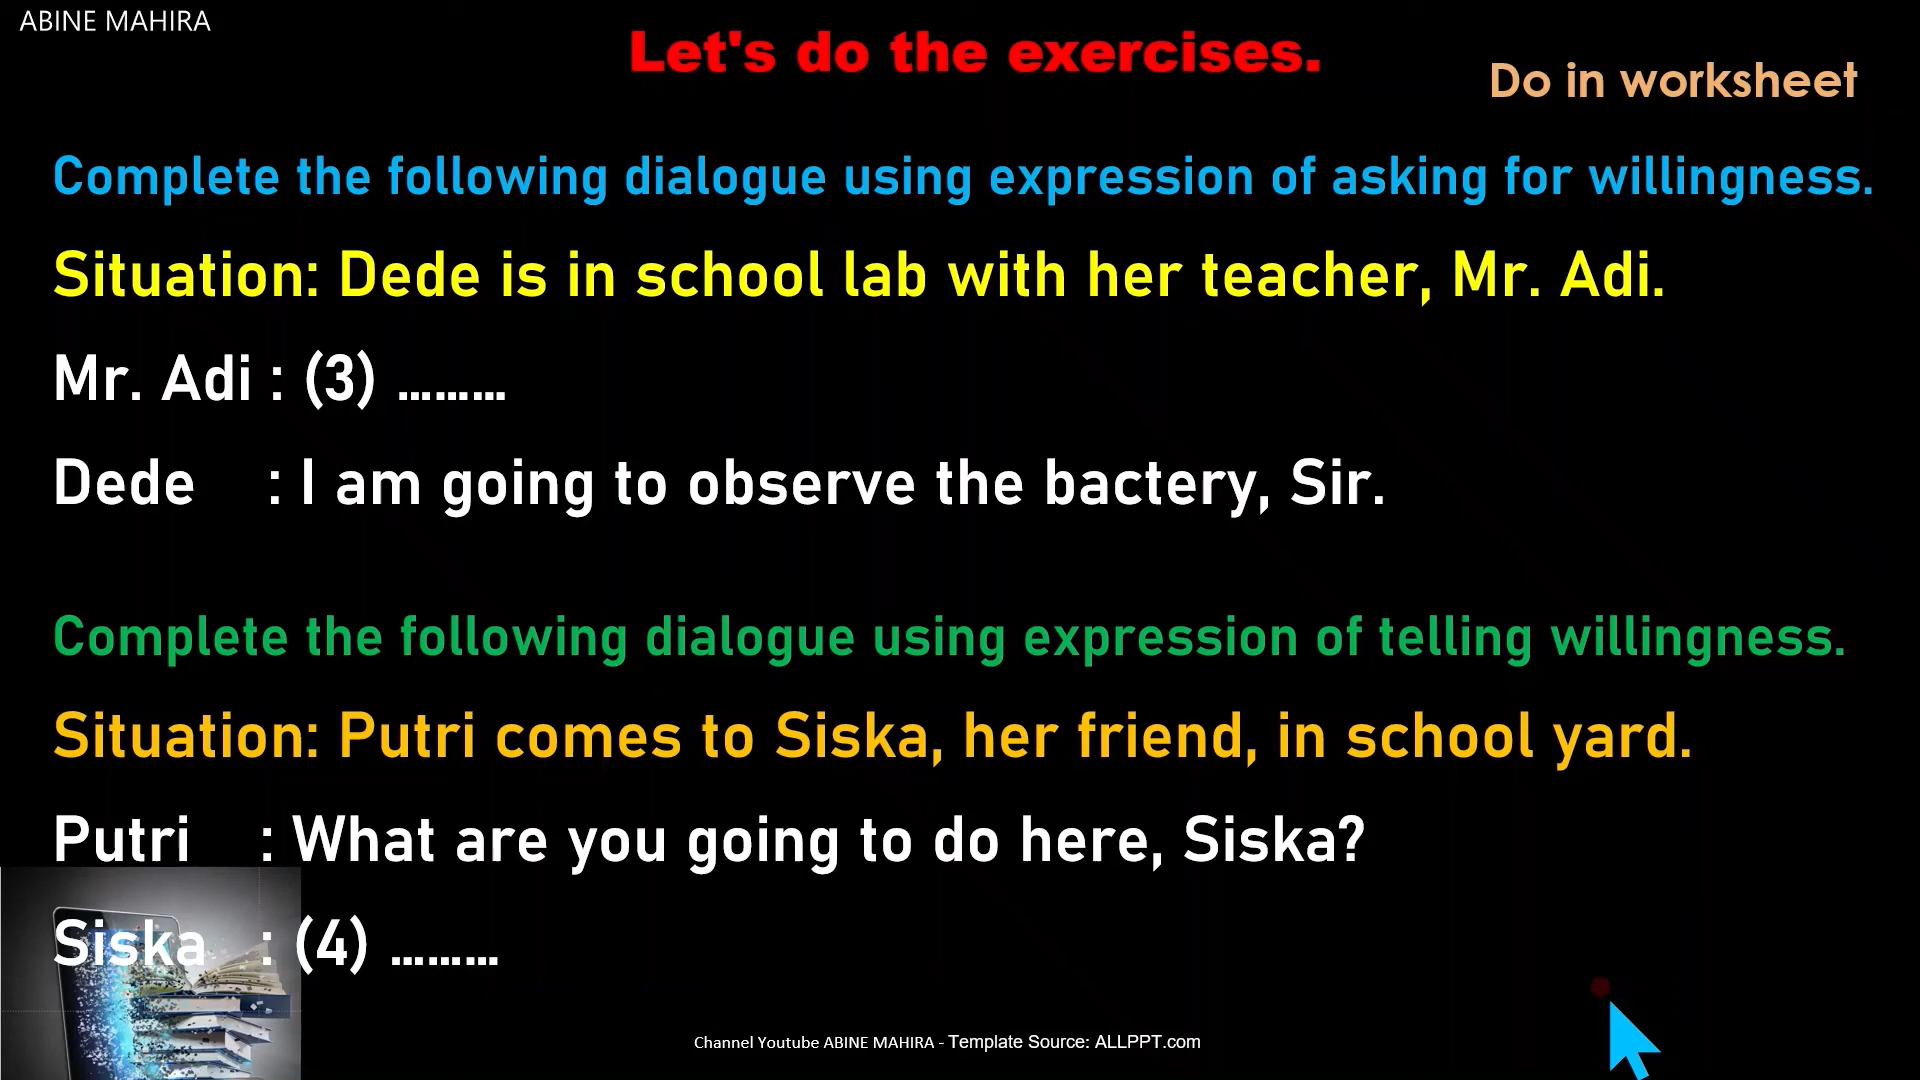 ABINE MAHIRA
Let's do the exercises.
Do in worksheet
Complete the following dialogue using expression of asking for willingness.
Situation: Dede is in school lab with her teacher, Mr. Adi.
Mr. Adi : (3) .........
Dede : I am going to observe the bactery, Sir.
Complete the following dialogue using expression of telling willingness.
Situation: Putri comes to Siska, her friend, in school yard.
Putri : What are you going to do here, Siska?
Siska : (4) .........
Channel Youtube ABINE MAHIRA - Template Source: ALLPPT.com